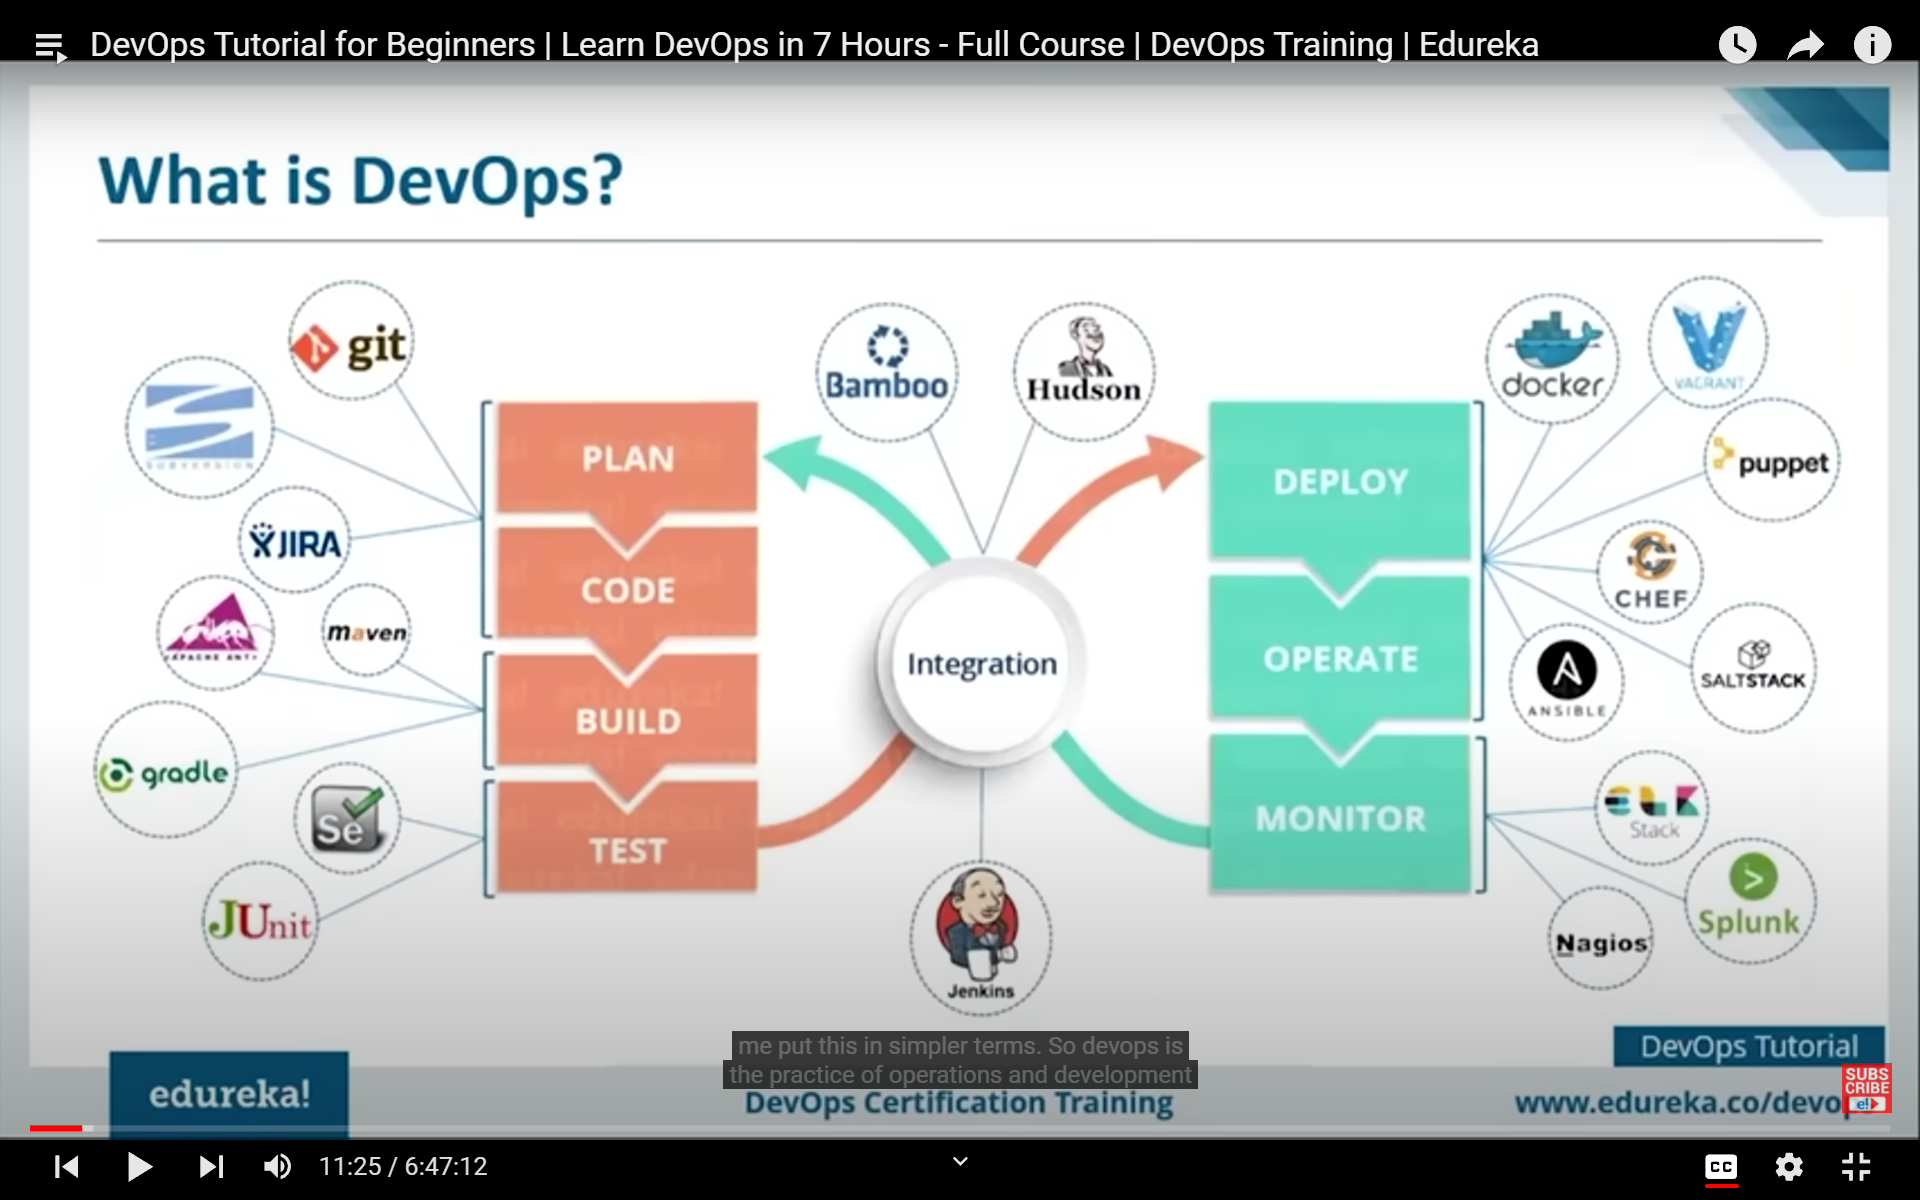 DevOps Tutorial for Beginners | Learn DevOps in 7 Hours - Full Course | DevOps Training | Edureka
What is DevOps?
git
SUBVERSION
JIRA
APACHE ANT
maven
gradle
Se
JUnit
PLAN
CODE
BUILD
TEST
Bamboo
Hudson
Integration
Jenkins
DEPLOY
OPERATE
MONITOR
docker
VAGRANT
puppet
CHEF
SALTSTACK
ANSIBLE
ELK
Stack
Splunk
Nagios
me put this in simpler terms. So devops is
the practice of operations and development
DevOps Tutorial
SUBS
CRIBE
e!
edureka!
DevOps Certification Training
www.edureka.co/devop
11:25 / 6:47:12
CC